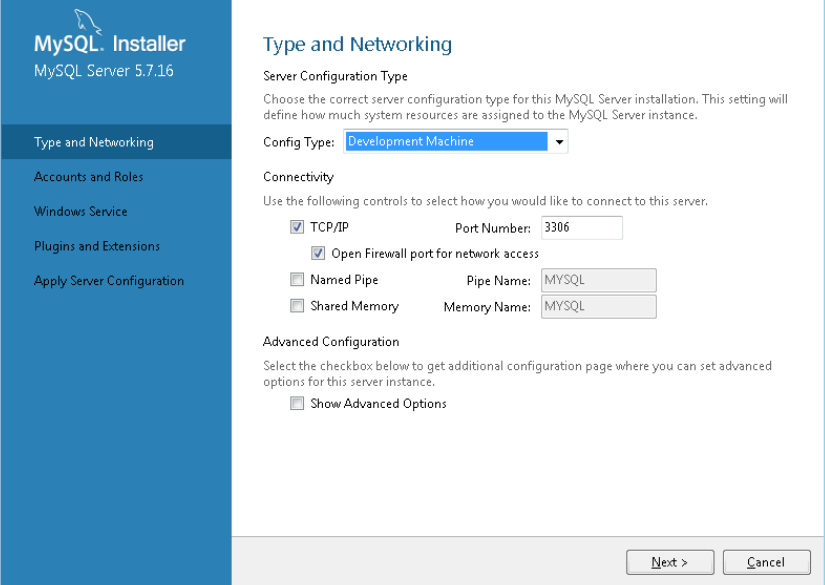 MySQL. Installer
MySQL Server 5.7.16
Type and Networking
Accounts and Roles
Windows Service
Plugins and Extensions
Apply Server Configuration
Type and Networking
Server Configuration Type
Choose the correct server configuration type for this MySQL Server installation. This setting will
define how much system resources are assigned to the MySQL Server instance.
Config Type: Development Machine
Connectivity
Use the following controls to select how you would like to connect to this server.
TCP/IP Port Number: 3306
Open Firewall port for network access
Named Pipe Pipe Name: MYSQL
Shared Memory Memory Name: MYSQL
Advanced Configuration
Select the checkbox below to get additional configuration page where you can set advanced
options for this server instance.
Show Advanced Options
Next > Cancel